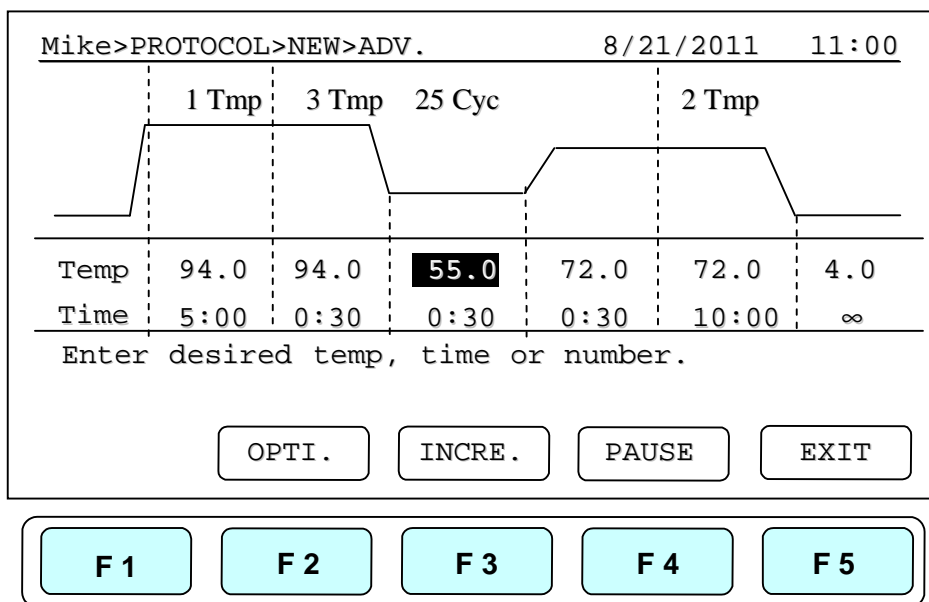 Mike>PROTOCOL>NEW>ADV. 8/21/2011 11:00
1 Tmp 3 Tmp 25 Cyc 2 Tmp
Temp 94.0 94.0 55.0 72.0 72.0 4.0
Time 5:00 0:30 0:30 0:30 10:00 ∞
Enter desired temp, time or number.
OPTI. INCRE. PAUSE EXIT
F 1 F 2 F 3 F 4 F 5